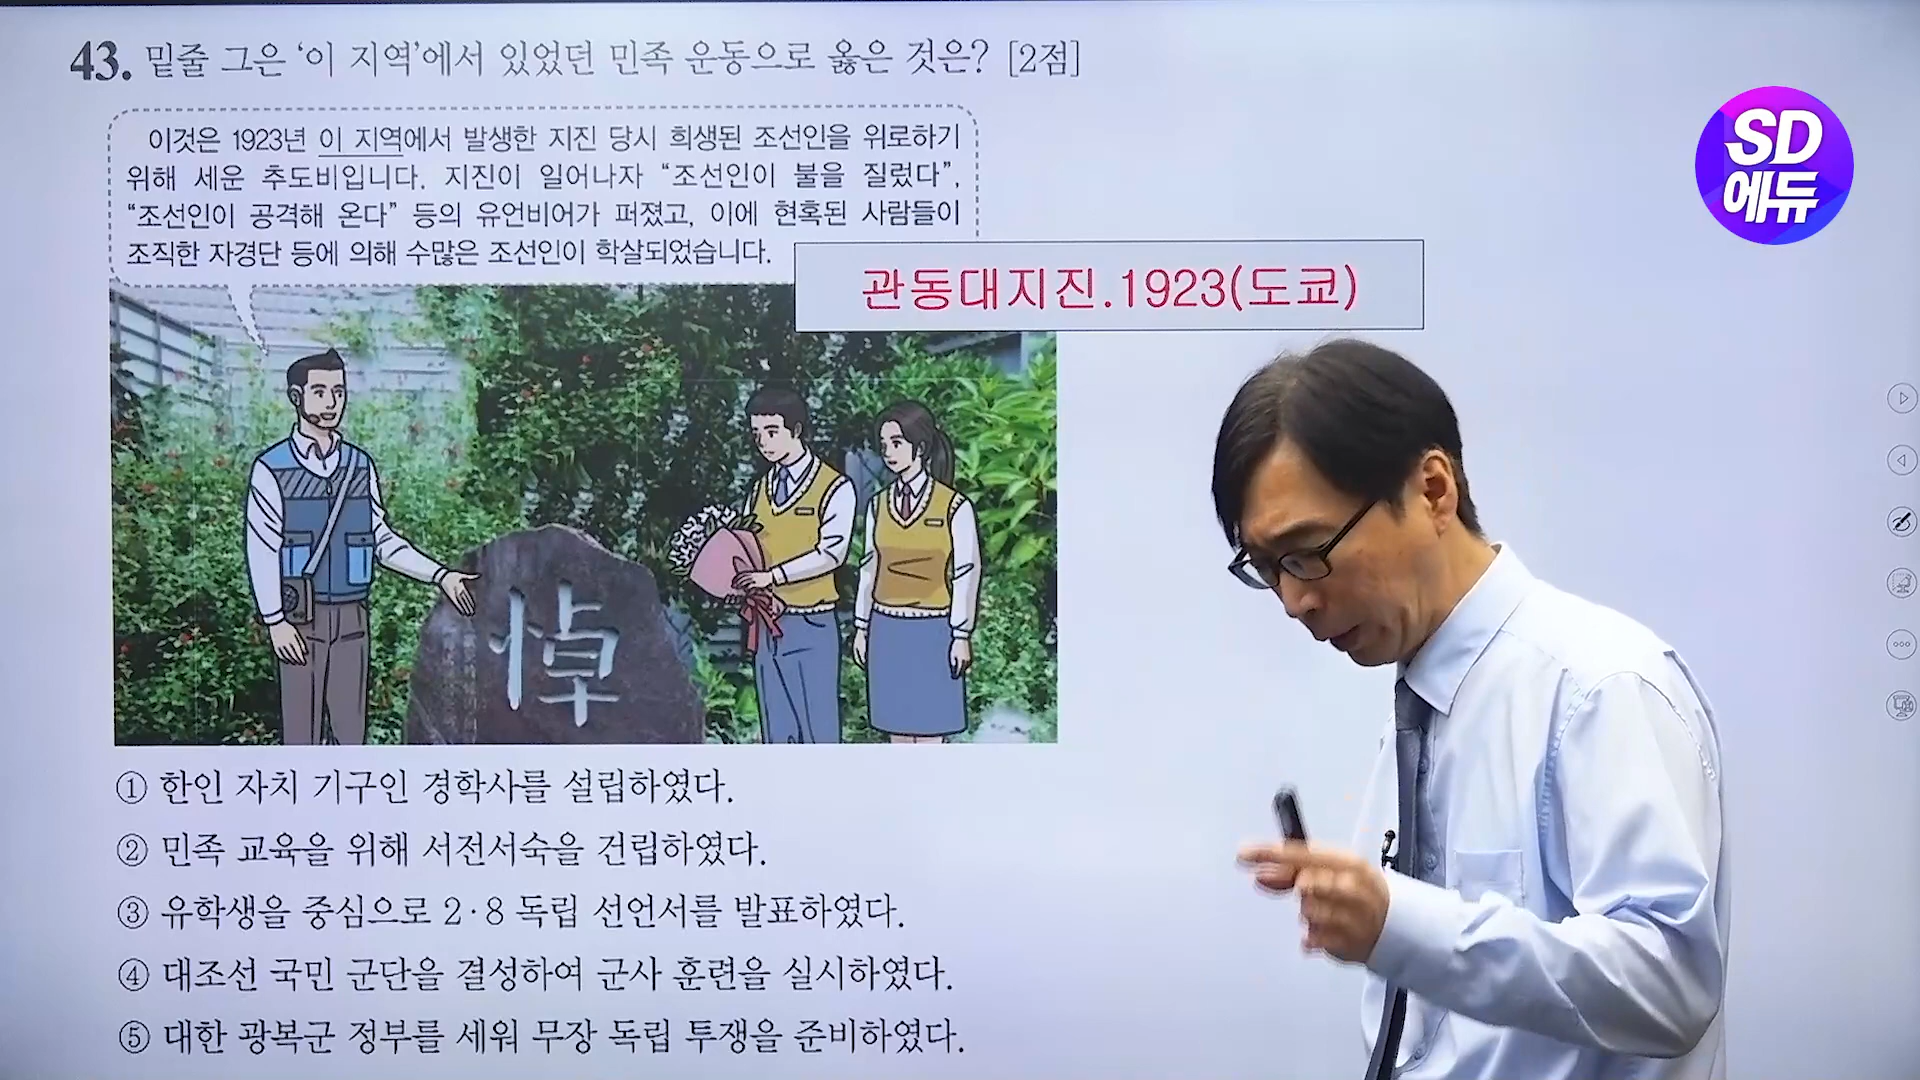 43. 밑줄 그은 ‘이 지역’에서 있었던 민족 운동으로 옳은 것은? [2점]
이것은 1923년 이 지역에서 발생한 지진 당시 희생된 조선인을 위로하기
위해 세운 추도비입니다. 지진이 일어나자 “조선인이 불을 질렀다”,
“조선인이 공격해 온다” 등의 유언비어가 퍼졌고, 이에 현혹된 사람들이
조직한 자경단 등에 의해 수많은 조선인이 학살되었습니다.
관동대지진.1923(도쿄)
SD
에듀
悼
① 한인 자치 기구인 경학사를 설립하였다.
② 민족 교육을 위해 서전서숙을 건립하였다.
③ 유학생을 중심으로 2·8 독립 선언서를 발표하였다.
④ 대조선 국민 군단을 결성하여 군사 훈련을 실시하였다.
⑤ 대한 광복군 정부를 세워 무장 독립 투쟁을 준비하였다.